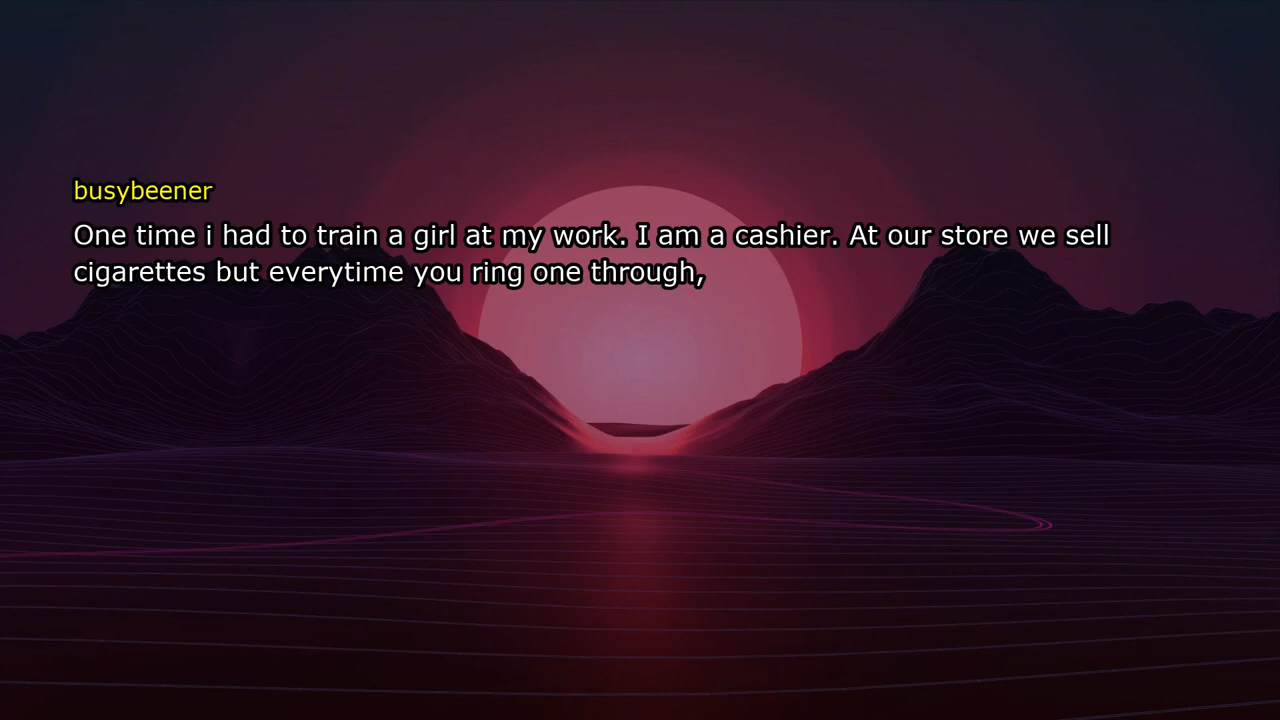 busybeener
One time i had to train a girl at my work. I am a cashier. At our store we sell
cigarettes but everytime you ring one through,